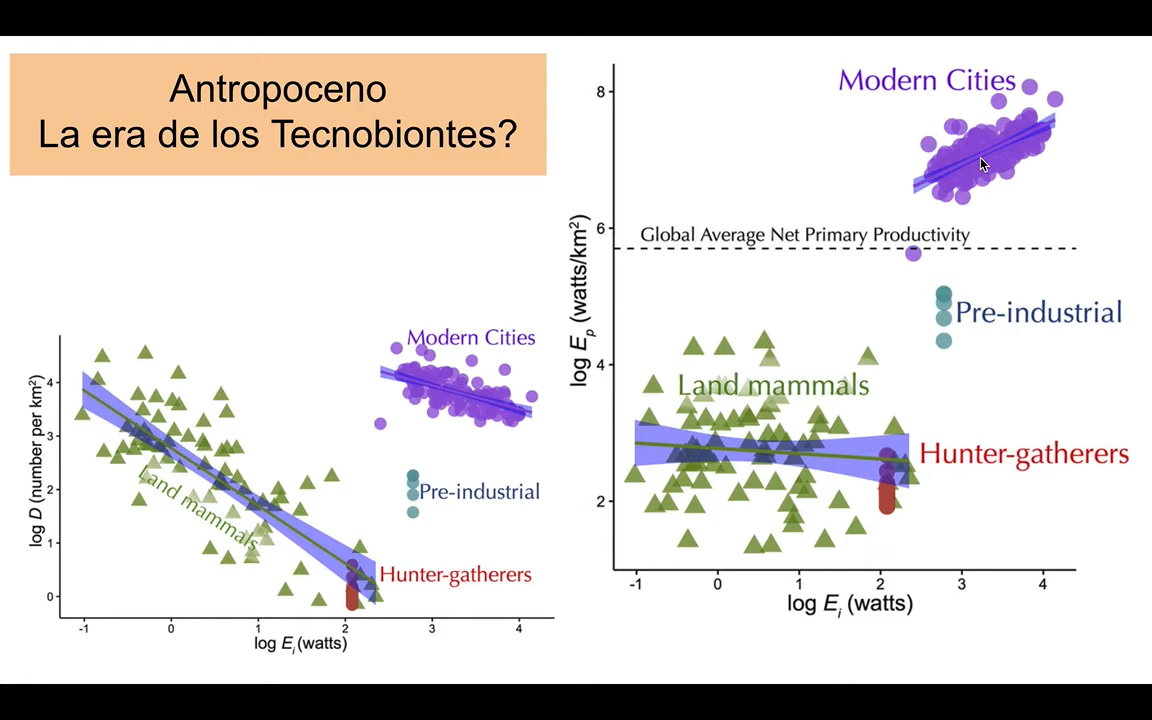 Antropoceno
La era de los Tecnobiontes?
Modern Cities
Land mammals
Pre-industrial
Hunter-gatherers
log D (number per km²)
4
3
2
1
0
-1
0
1
2
3
4
log Eᵢ (watts)
Modern Cities
Global Average Net Primary Productivity
Pre-industrial
Land mammals
Hunter-gatherers
log Eₚ (watts/km²)
8
6
4
2
-1
0
1
2
3
4
log Eᵢ (watts)